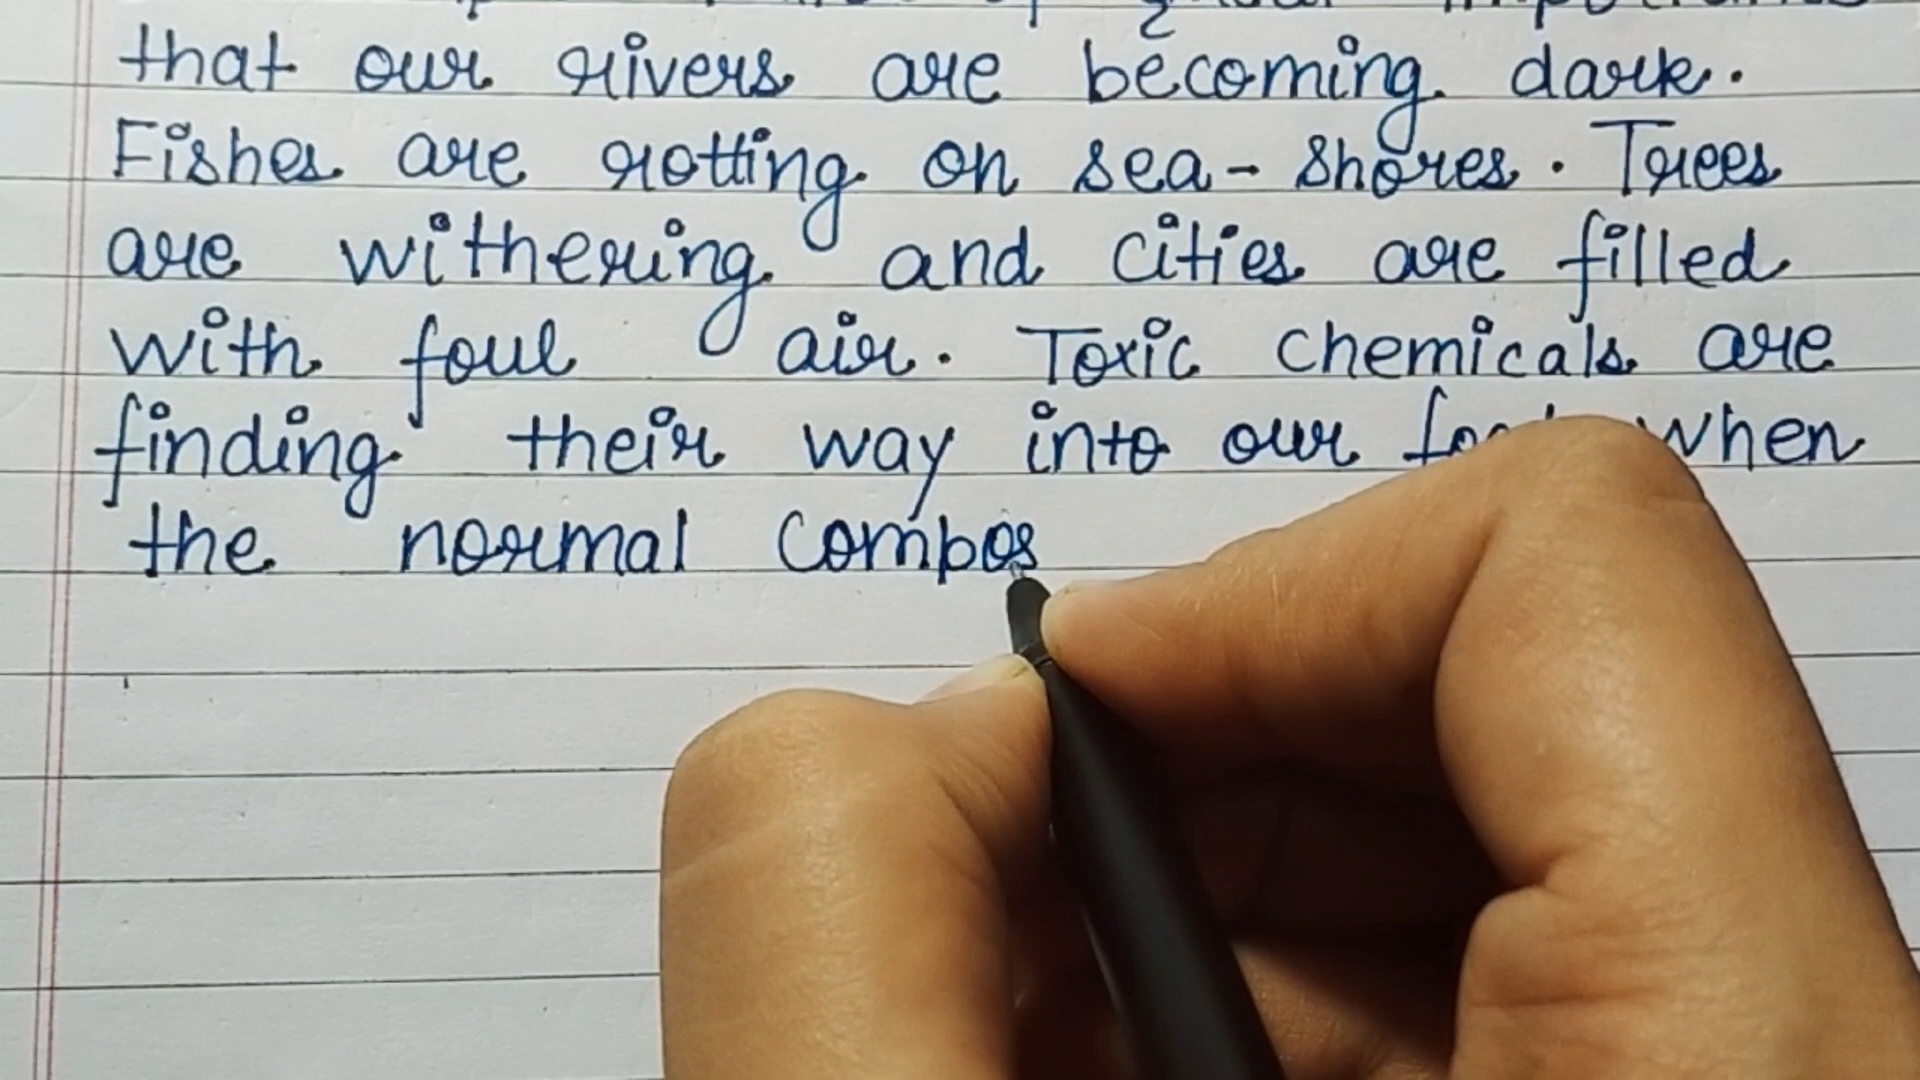 that our rivers are becoming dark.
Fishes are rotting on sea-shores. Trees
are withering and cities are filled
with foul air. Toxic chemicals are
finding their way into our when
the normal compos